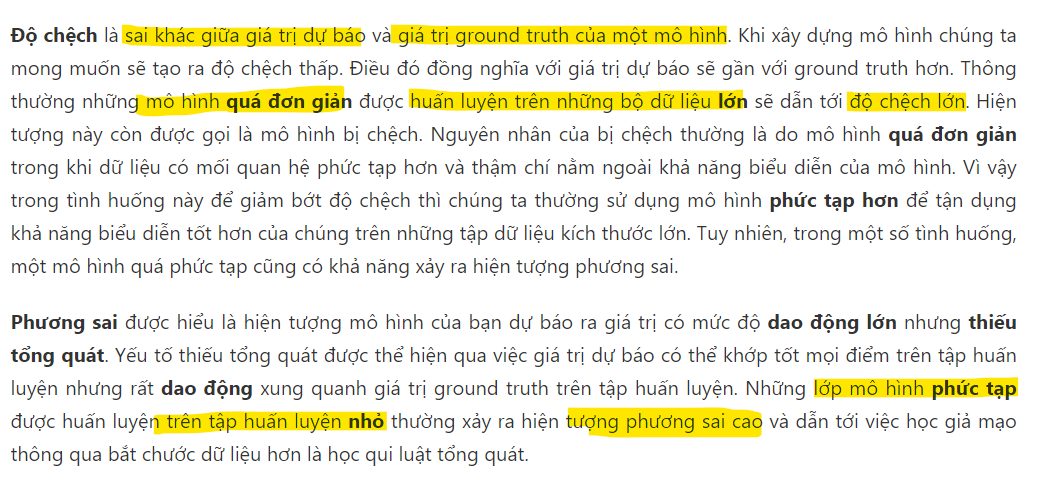 Độ chệch là sai khác giữa giá trị dự báo và giá trị ground truth của một mô hình. Khi xây dựng mô hình chúng ta
mong muốn sẽ tạo ra độ chệch thấp. Điều đó đồng nghĩa với giá trị dự báo sẽ gần với ground truth hơn. Thông
thường những mô hình quá đơn giản được huấn luyện trên những bộ dữ liệu lớn sẽ dẫn tới độ chệch lớn. Hiện
tượng này còn được gọi là mô hình bị chệch. Nguyên nhân của bị chệch thường là do mô hình quá đơn giản
trong khi dữ liệu có mối quan hệ phức tạp hơn và thậm chí nằm ngoài khả năng biểu diễn của mô hình. Vì vậy
trong tình huống này để giảm bớt độ chệch thì chúng ta thường sử dụng mô hình phức tạp hơn để tận dụng
khả năng biểu diễn tốt hơn của chúng trên những tập dữ liệu kích thước lớn. Tuy nhiên, trong một số tình huống,
một mô hình quá phức tạp cũng có khả năng xảy ra hiện tượng phương sai.
Phương sai được hiểu là hiện tượng mô hình của bạn dự báo ra giá trị có mức độ dao động lớn nhưng thiếu
tổng quát. Yếu tố thiếu tổng quát được thể hiện qua việc giá trị dự báo có thể khớp tốt mọi điểm trên tập huấn
luyện nhưng rất dao động xung quanh giá trị ground truth trên tập huấn luyện. Những lớp mô hình phức tạp
được huấn luyện trên tập huấn luyện nhỏ thường xảy ra hiện tượng phương sai cao và dẫn tới việc học giả mạo
thông qua bắt chước dữ liệu hơn là học qui luật tổng quát.